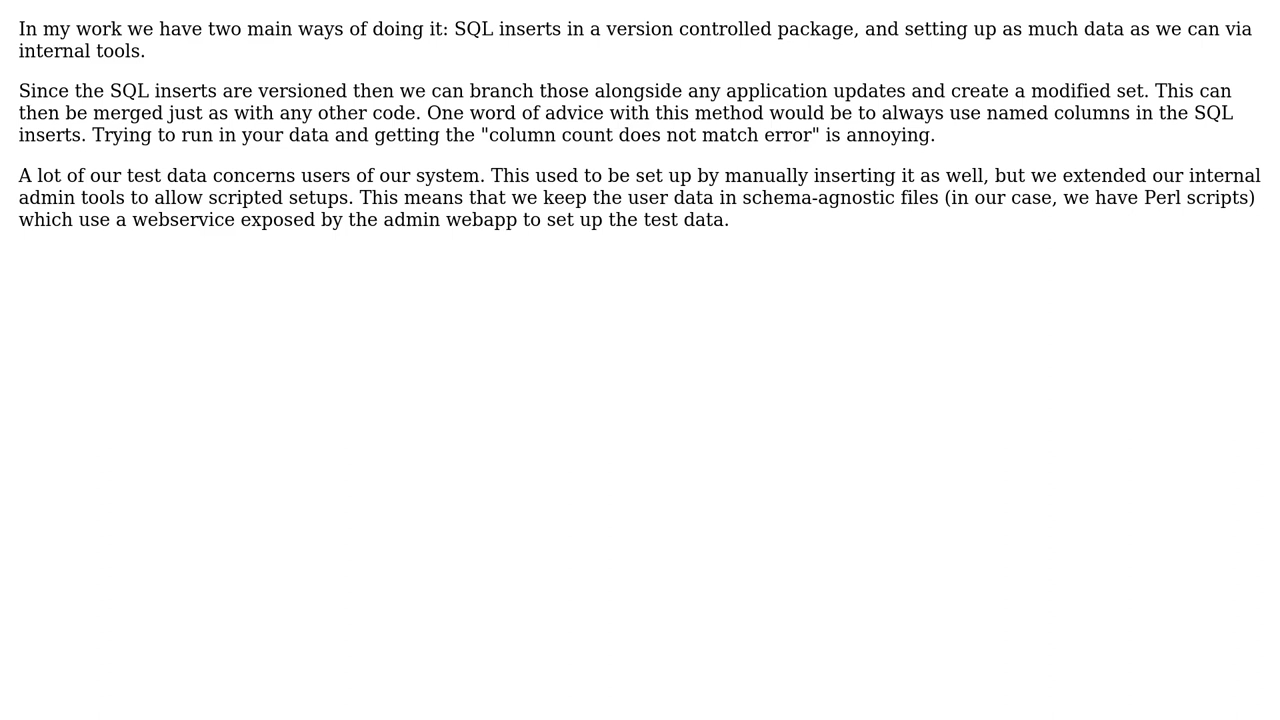 In my work we have two main ways of doing it: SQL inserts in a version controlled package, and setting up as much data as we can via
internal tools.
Since the SQL inserts are versioned then we can branch those alongside any application updates and create a modified set. This can
then be merged just as with any other code. One word of advice with this method would be to always use named columns in the SQL
inserts. Trying to run in your data and getting the "column count does not match error" is annoying.
A lot of our test data concerns users of our system. This used to be set up by manually inserting it as well, but we extended our internal
admin tools to allow scripted setups. This means that we keep the user data in schema-agnostic files (in our case, we have Perl scripts)
which use a webservice exposed by the admin webapp to set up the test data.